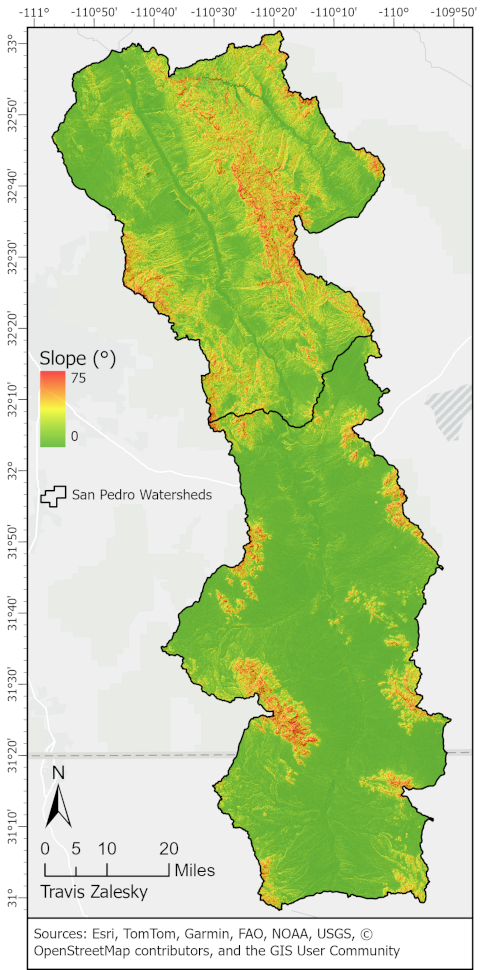 -111° -110°50' -110°40' -110°30' -110°20' -110°10' -110° -109°50'
33°
32°50'
32°40'
32°30'
32°20'
32°10'
32°
31°50'
31°40'
31°30'
31°20'
31°10'
31°
Slope (°)
75
0
San Pedro Watersheds
N
0 5 10 20
Miles
Travis Zalesky
Sources: Esri, TomTom, Garmin, FAO, NOAA, USGS, ©
OpenStreetMap contributors, and the GIS User Community